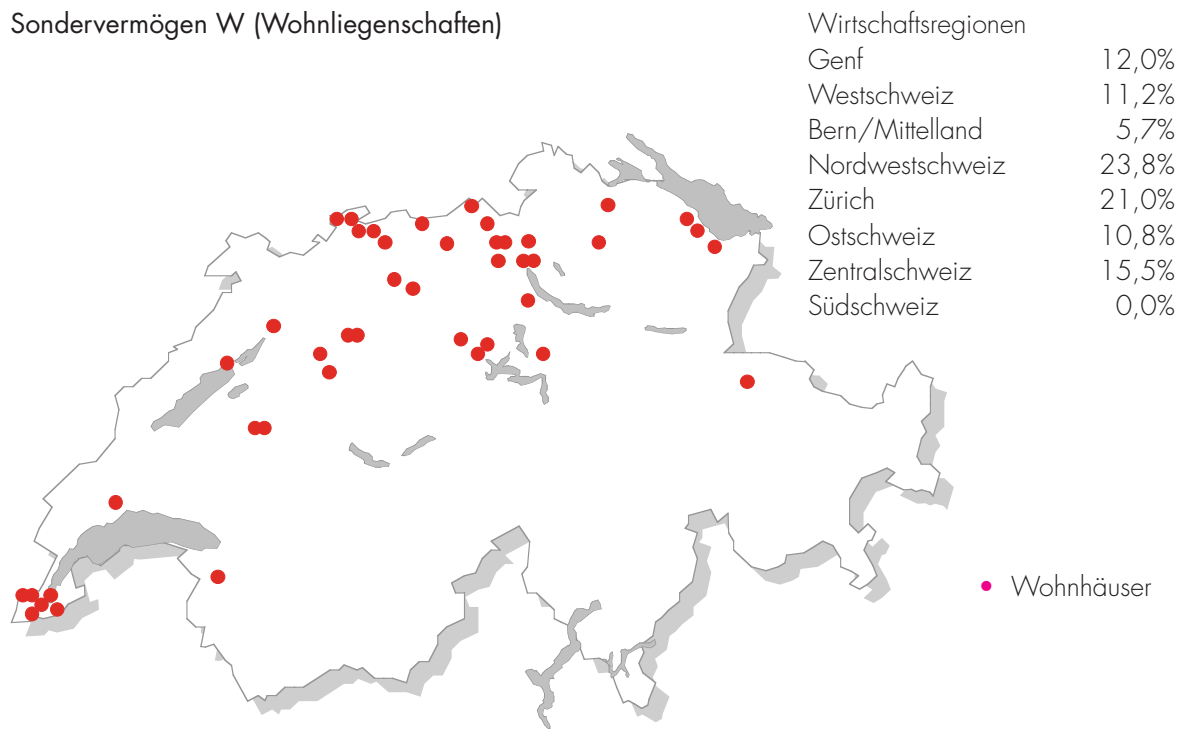 Sondervermögen W (Wohnliegenschaften)
Wirtschaftsregionen
Genf 12,0%
Westschweiz 11,2%
Bern/Mittelland 5,7%
Nordwestschweiz 23,8%
Zürich 21,0%
Ostschweiz 10,8%
Zentralschweiz 15,5%
Südschweiz 0,0%
Wohnhäuser